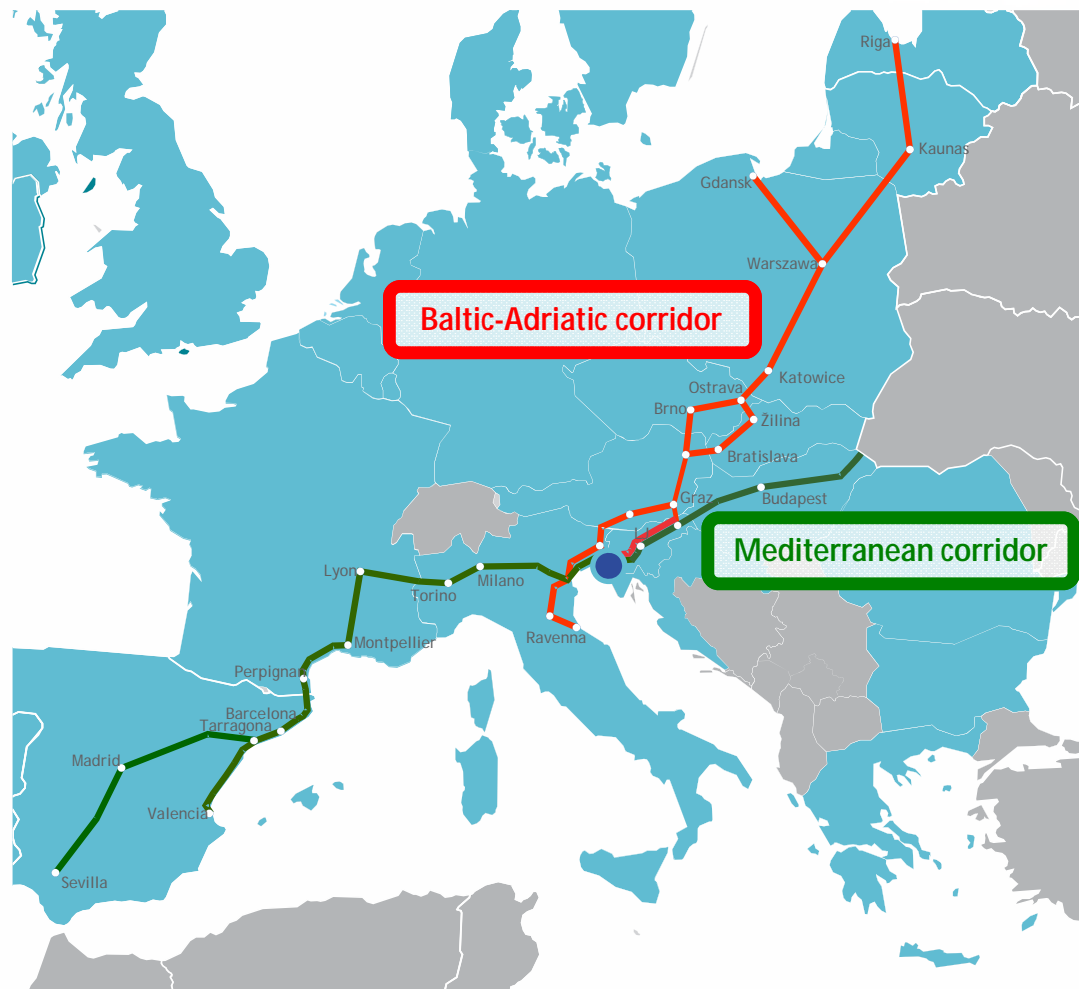 Riga
Kaunas
Gdansk
Warszawa
Baltic-Adriatic corridor
Katowice
Ostrava
Brno
Žilina
Bratislava
Graz
Budapest
Mediterranean corridor
Lyon
Milano
Torino
Ravenna
Montpellier
Perpignan
Barcelona
Tarragona
Madrid
Valencia
Sevilla